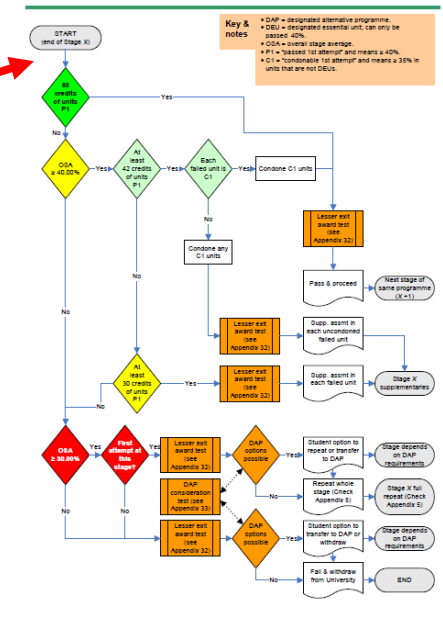 Key & notes
• DAP = designated alternative programme.
• DEU = designated essential unit; can only be
passed 40%.
• OSA = overall stage average.
• P1 = "passed 1st attempt" and means ≥ 40%.
• C1 = "condonable 1st attempt" and means ≥ 35% in
units that are not DEUs.
START
(end of Stage X)
60
credits
of units
P1
Yes
No
OSA
≥ 40.00%
Yes
At
least
42 credits
of units
P1
Yes
Each
failed unit is
C1
Yes
Condone C1 units
No
Condone any
C1 units
Lesser exit
award test
(see
Appendix 32)
Pass & proceed
Next stage of
same programme
(X +1)
No
No
Lesser exit
award test
(see
Appendix 32)
Supp. assmt in
each uncondoned
failed unit
At
least
30 credits
of units
P1
Yes
Lesser exit
award test
(see
Appendix 32)
Supp. assmt in
each failed unit
Stage X
supplementaries
No
OSA
≥ 30.00%
Yes
First
attempt at
this
stage?
Yes
Lesser exit
award test
(see
Appendix 32)
DAP
options
possible
Yes
Student option to
repeat or transfer
to DAP
Stage depends
on DAP
requirements
No
Repeat whole
stage (Check
Appendix 5)
Stage X full
repeat (Check
Appendix 5)
DAP
consideration
test (see
Appendix 33)
No
No
Lesser exit
award test
(see
Appendix 32)
DAP
options
possible
Yes
Student option to
transfer to DAP or
withdraw
Stage depends
on DAP
requirements
No
Fail & withdraw
from University
END